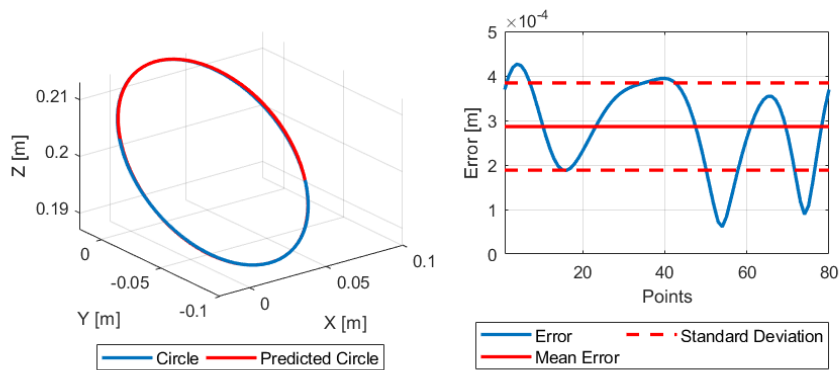 0.21
0.2
0.19
Z [m]
0
-0.05
-0.1
Y [m]
0
0.05
0.1
X [m]
Circle
Predicted Circle
×10⁻⁴
5
4
3
2
1
0
Error [m]
20
40
60
80
Points
Error
Standard Deviation
Mean Error